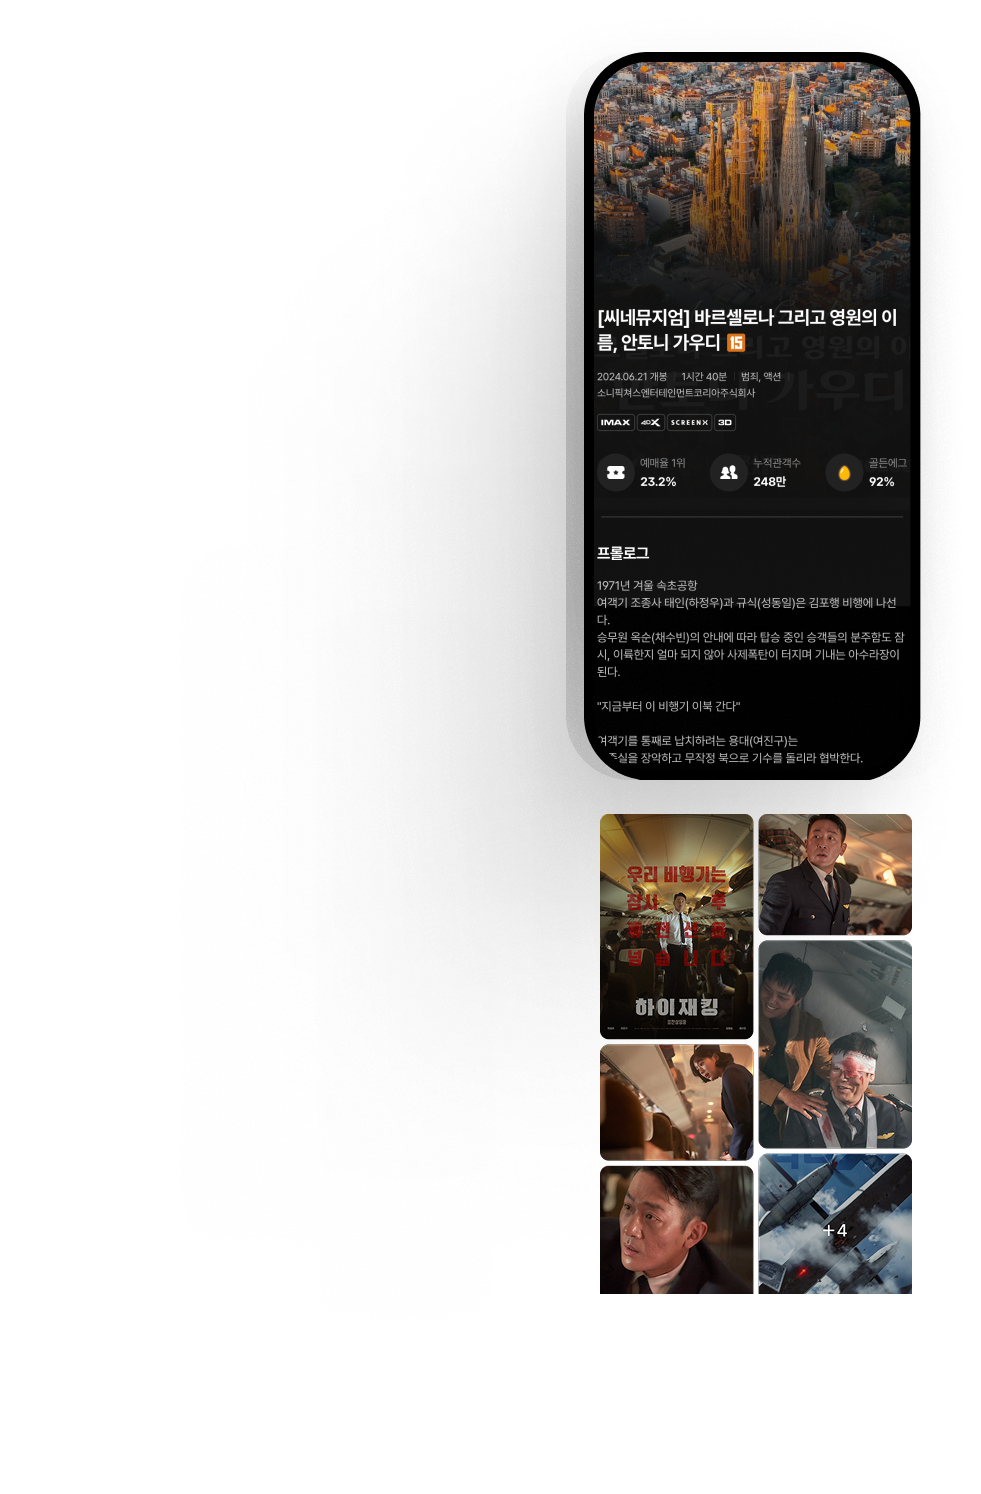 [씨네뮤지엄] 바르셀로나 그리고 영원의 이
름, 안토니 가우디 15
2024.06.21 개봉 1시간 40분 범죄, 액션
소니픽쳐스엔터테인먼트코리아주식회사
IMAX 4DX SCREENX 3D
예매율 1위 누적관객수 골든에그
23.2% 248만 92%
프롤로그
1971년 겨울 속초공항
여객기 조종사 태인(하정우)과 규식(성동일)은 김포행 비행에 나선
다.
승무원 옥순(채수빈)의 안내에 따라 탑승 중인 승객들의 분주함도 잠
시, 이륙한지 얼마 되지 않아 사제폭탄이 터지며 기내는 아수라장이
된다.
"지금부터 이 비행기 이북 간다"
여객기를 통째로 납치하려는 용대(여진구)는
종실을 장악하고 무작정 북으로 기수를 돌리라 협박한다.
우리 비행기는
잠사 후
휴전선을
넘습니다
하이재킹
+4